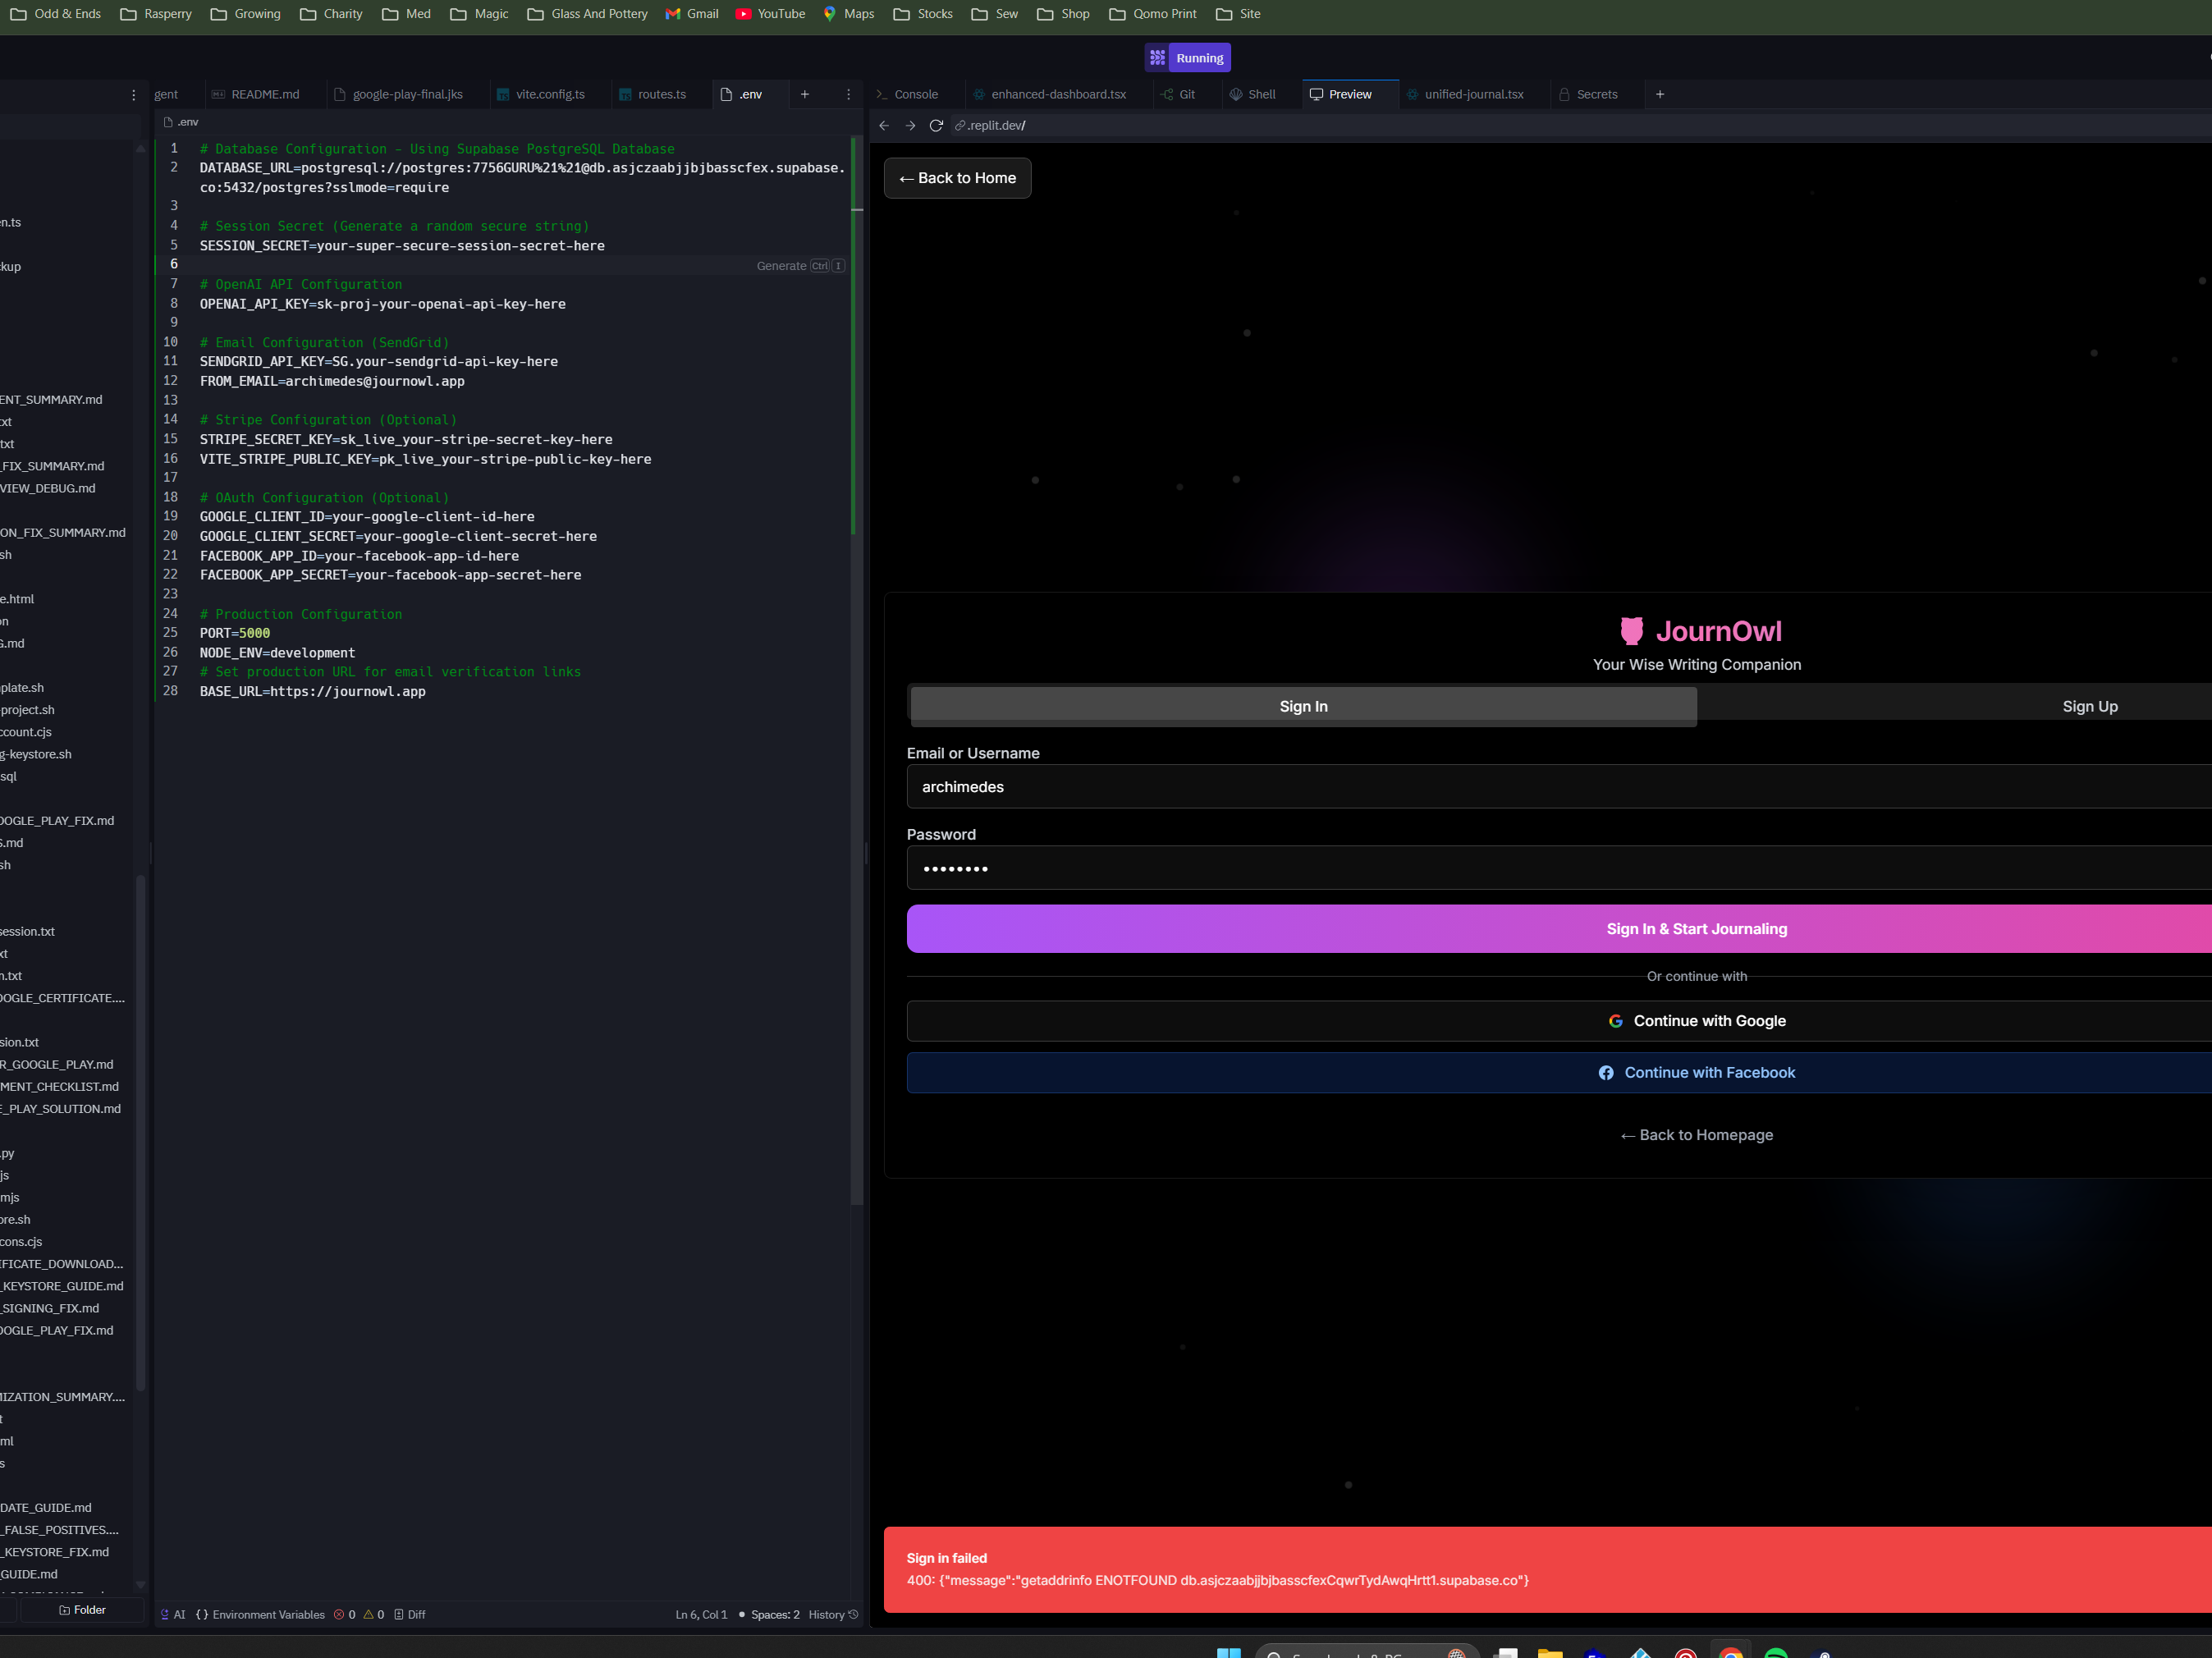 Odd & Ends
Rasperry
Growing
Charity
Med
Magic
Glass And Pottery
Gmail
YouTube
Maps
Stocks
Sew
Shop
Qomo Print
Site
Running
gent
README.md
google-play-final.jks
vite.config.ts
routes.ts
.env
Console
enhanced-dashboard.tsx
Git
Shell
Preview
unified-journal.tsx
Secrets
.env
.replit.dev/
en.ts
kup
ENT_SUMMARY.md
txt
txt
_FIX_SUMMARY.md
VIEW_DEBUG.md
ON_FIX_SUMMARY.md
sh
e.html
on
G.md
plate.sh
-project.sh
ccount.cjs
g-keystore.sh
sql
OOGLE_PLAY_FIX.md
S.md
sh
session.txt
xt
n.txt
OOGLE_CERTIFICATE....
sion.txt
R_GOOGLE_PLAY.md
MENT_CHECKLIST.md
E_PLAY_SOLUTION.md
.py
js
mjs
ore.sh
cons.cjs
IFICATE_DOWNLOAD...
_KEYSTORE_GUIDE.md
_SIGNING_FIX.md
OOGLE_PLAY_FIX.md
MIZATION_SUMMARY....
t
ml
s
DATE_GUIDE.md
_FALSE_POSITIVES....
_KEYSTORE_FIX.md
GUIDE.md
Folder
1 # Database Configuration - Using Supabase PostgreSQL Database
2 DATABASE_URL=postgresql://postgres:7756GURU%21%21@db.asjczaabjjbjbasscfex.supabase.
co:5432/postgres?sslmode=require
3
4 # Session Secret (Generate a random secure string)
5 SESSION_SECRET=your-super-secure-session-secret-here
6 Generate Ctrl I
7 # OpenAI API Configuration
8 OPENAI_API_KEY=sk-proj-your-openai-api-key-here
9
10 # Email Configuration (SendGrid)
11 SENDGRID_API_KEY=SG.your-sendgrid-api-key-here
12 FROM_EMAIL=archimedes@journowl.app
13
14 # Stripe Configuration (Optional)
15 STRIPE_SECRET_KEY=sk_live_your-stripe-secret-key-here
16 VITE_STRIPE_PUBLIC_KEY=pk_live_your-stripe-public-key-here
17
18 # OAuth Configuration (Optional)
19 GOOGLE_CLIENT_ID=your-google-client-id-here
20 GOOGLE_CLIENT_SECRET=your-google-client-secret-here
21 FACEBOOK_APP_ID=your-facebook-app-id-here
22 FACEBOOK_APP_SECRET=your-facebook-app-secret-here
23
24 # Production Configuration
25 PORT=5000
26 NODE_ENV=development
27 # Set production URL for email verification links
28 BASE_URL=https://journowl.app
AI {} Environment Variables 0 0 Diff
Ln 6, Col 1 Spaces: 2 History
← Back to Home
JournOwl
Your Wise Writing Companion
Sign In
Sign Up
Email or Username
archimedes
Password
Sign In & Start Journaling
Or continue with
Continue with Google
Continue with Facebook
← Back to Homepage
Sign in failed
400: {"message":"getaddrinfo ENOTFOUND db.asjczaabjjbjbasscfexCqwrTydAwqHrtt1.supabase.co"}